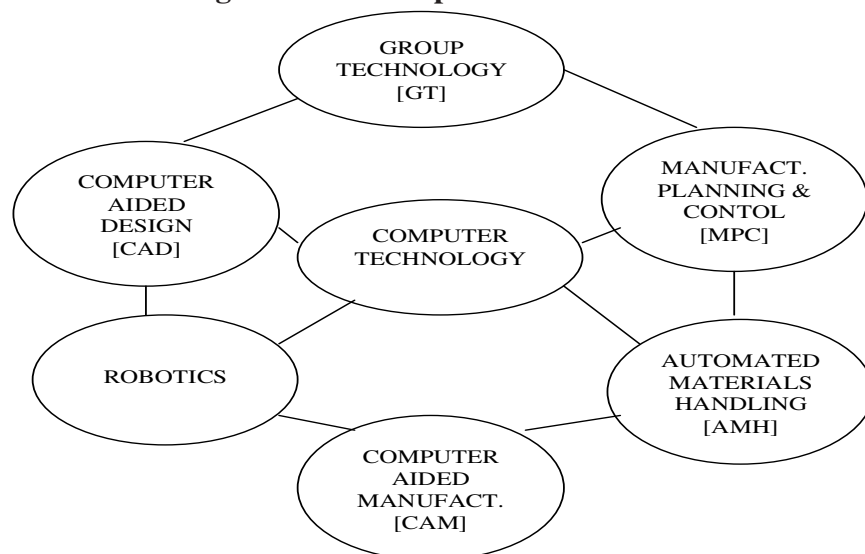 GROUP
TECHNOLOGY
[GT]
COMPUTER
AIDED
DESIGN
[CAD]
MANUFACT.
PLANNING &
CONTOL
[MPC]
COMPUTER
TECHNOLOGY
ROBOTICS
AUTOMATED
MATERIALS
HANDLING
[AMH]
COMPUTER
AIDED
MANUFACT.
[CAM]